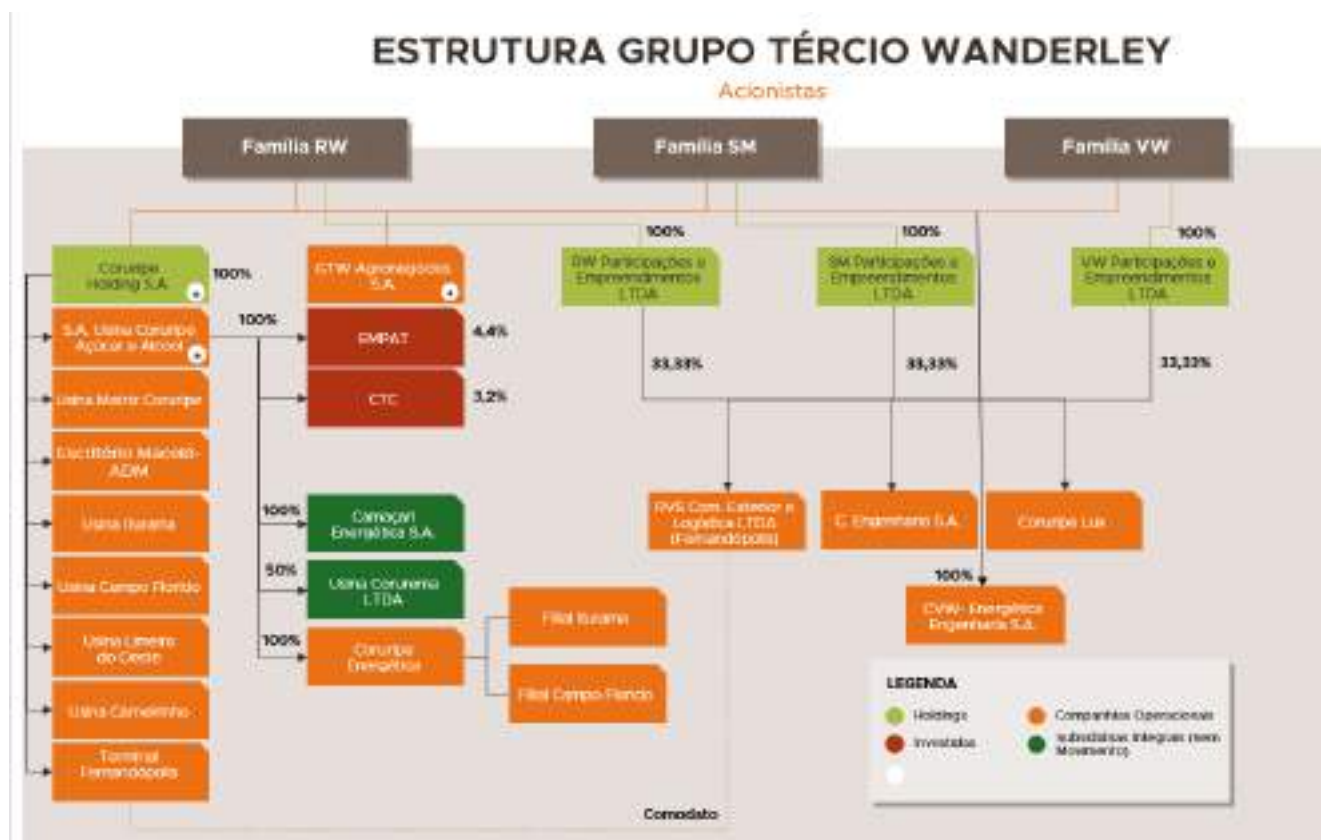 ESTRUTURA GRUPO TÉRCIO WANDERLEY
Acionistas
Família RW
Família SM
Família VW
Coruripe
Holding S.A.
100%
GTW Agronegócios
S.A.
100%
RW Participações e
Empreendimentos
LTDA
100%
SM Participações e
Empreendimentos
LTDA
100%
VW Participações e
Empreendimentos
LTDA
S.A. Usina Coruripe
Açúcar e Álcool
100%
EMPAT
4,4%
33,33%
33,33%
33,33%
Usina Matriz Coruripe
CTC
3,2%
Escritório Maceió-
ADM
Usina Iturama
100%
Camaçari
Energética S.A.
RVS Com. Exterior e
Logística LTDA
(Fernandópolis)
C. Engenharia S.A.
Coruripe Lux
Usina Campo Florido
50%
Usina Corurema
LTDA
100%
CVW- Energética
Engenharia S.A.
Usina Limeira
do Oeste
100%
Coruripe
Energética
Filial Iturama
Filial Campo Florido
Usina Carneirinho
Terminal
Fernandópolis
LEGENDA
Holdings
Companhias Operacionais
Investidas
Subsidiárias Integrais (Sem
Movimento)
Comodato